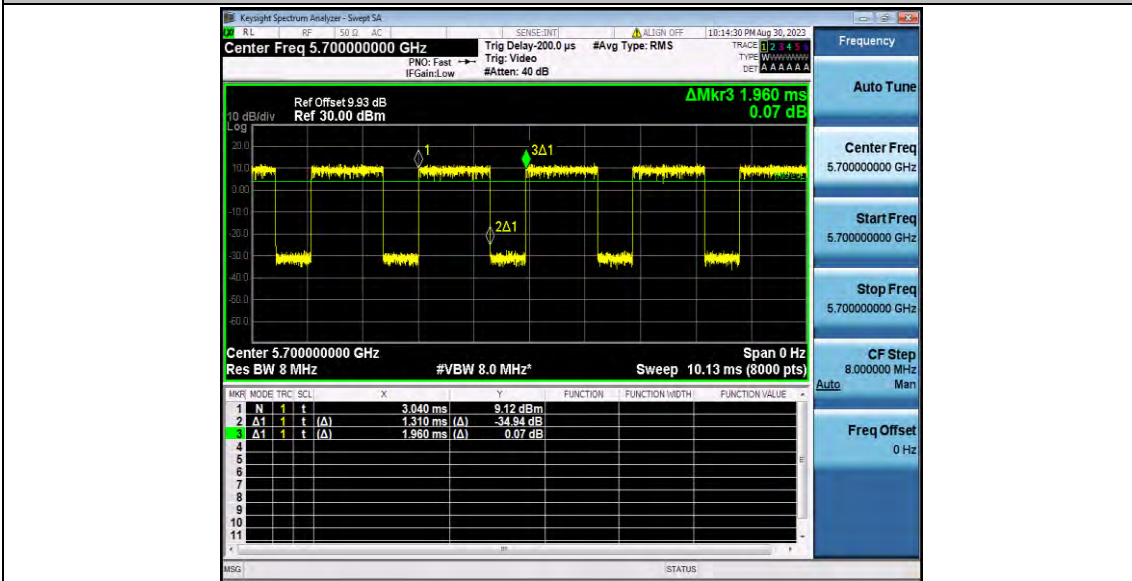 Keysight Spectrum Analyzer - Swept SA
RL RF 50 Ω AC SENSE:INT ALIGN OFF 10:14:30 PM Aug 30, 2023
Center Freq 5.700000000 GHz
PNO: Fast
IFGain:Low
Trig Delay-200.0 µs
Trig: Video
#Atten: 40 dB
#Avg Type: RMS
TRACE 1 2 3 4 5 6
TYPE W
DET A A A A A A
Frequency
ΔMkr3 1.960 ms
0.07 dB
Ref Offset 9.93 dB
10 dB/div Ref 30.00 dBm
Log
20.0
10.0
0.00
-10.0
-20.0
-30.0
-40.0
-50.0
-60.0
1
3Δ1
2Δ1
Center 5.700000000 GHz Span 0 Hz
Res BW 8 MHz #VBW 8.0 MHz* Sweep 10.13 ms (8000 pts)
MKR MODE TRC SCL X Y FUNCTION FUNCTION WIDTH FUNCTION VALUE
1 N 1 t 3.040 ms 9.12 dBm
2 Δ1 1 t (Δ) 1.310 ms (Δ) -34.94 dB
3 Δ1 1 t (Δ) 1.960 ms (Δ) 0.07 dB
4
5
6
7
8
9
10
11
MSG STATUS
Auto Tune
Center Freq
5.700000000 GHz
Start Freq
5.700000000 GHz
Stop Freq
5.700000000 GHz
CF Step
8.000000 MHz
Auto Man
Freq Offset
0 Hz